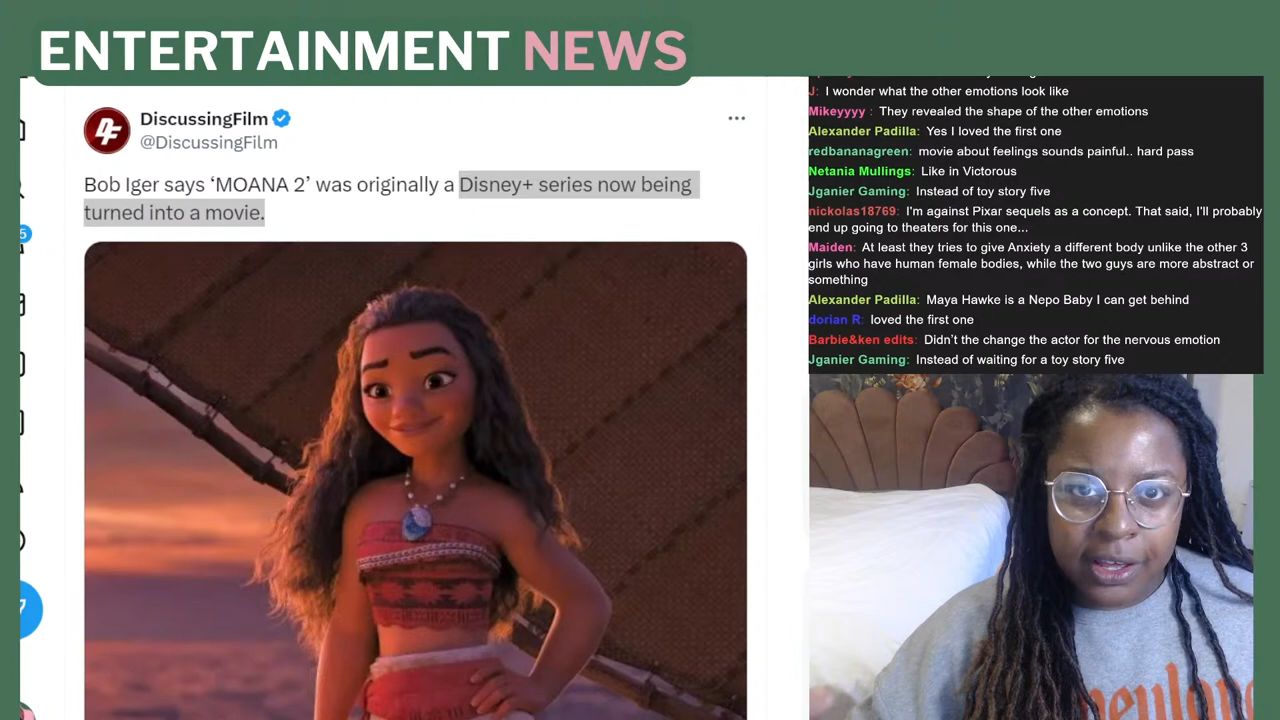 ENTERTAINMENT NEWS
DiscussingFilm
@DiscussingFilm
Bob Iger says ‘MOANA 2’ was originally a Disney+ series now being
turned into a movie.
5
J: I wonder what the other emotions look like
Mikeyyyy : They revealed the shape of the other emotions
Alexander Padilla: Yes I loved the first one
redbananagreen: movie about feelings sounds painful.. hard pass
Netania Mullings: Like in Victorous
Jganier Gaming: Instead of toy story five
nickolas18769: I'm against Pixar sequels as a concept. That said, I'll probably
end up going to theaters for this one...
Maiden: At least they tries to give Anxiety a different body unlike the other 3
girls who have human female bodies, while the two guys are more abstract or
something
Alexander Padilla: Maya Hawke is a Nepo Baby I can get behind
dorian R: loved the first one
Barbie&ken edits: Didn’t the change the actor for the nervous emotion
Jganier Gaming: Instead of waiting for a toy story five